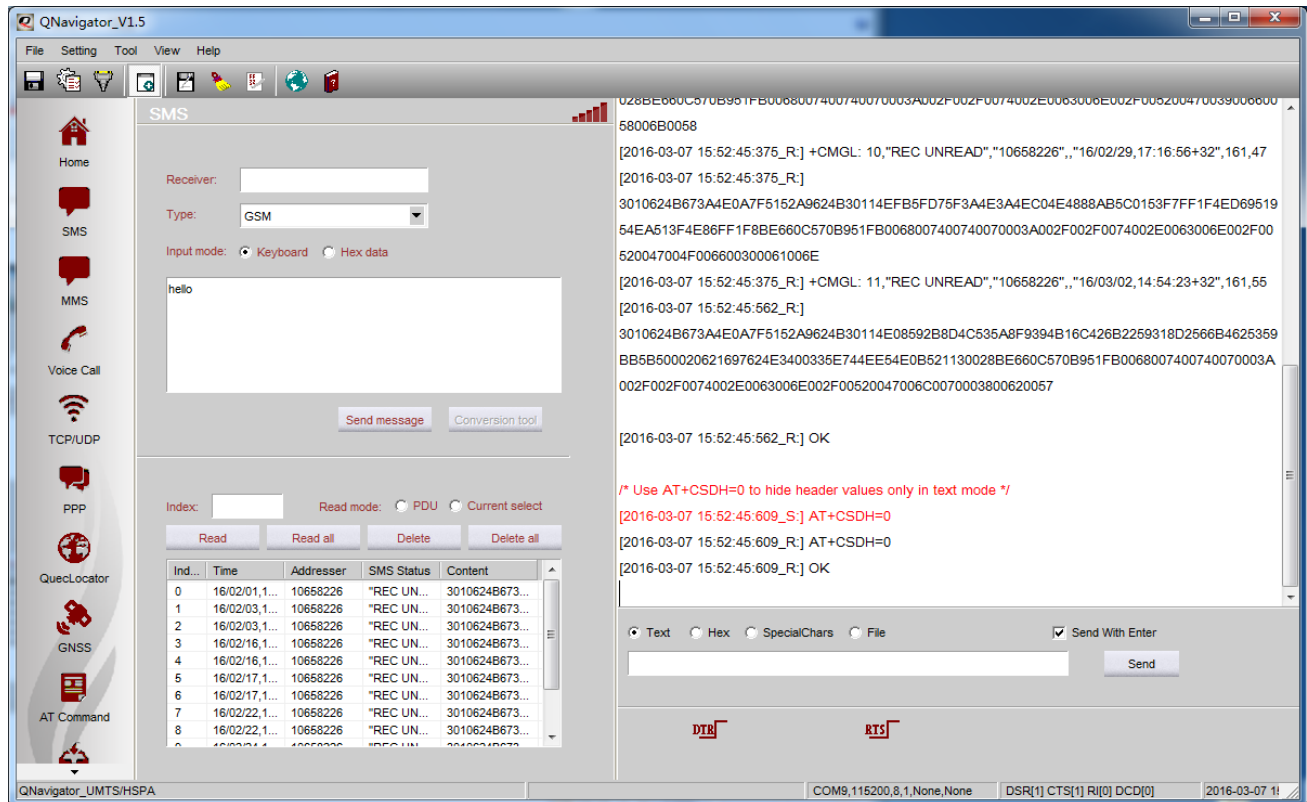 QNavigator_V1.5
File Setting Tool View Help
Home
SMS
MMS
Voice Call
TCP/UDP
PPP
QuecLocator
GNSS
AT Command
SMS
Receiver:
Type: GSM
Input mode: Keyboard Hex data
hello
Send message Conversion tool
Index: Read mode: PDU Current select
Read Read all Delete Delete all
Ind... Time Addresser SMS Status Content
0 16/02/01,1... 10658226 "REC UN... 3010624B673...
1 16/02/03,1... 10658226 "REC UN... 3010624B673...
2 16/02/03,1... 10658226 "REC UN... 3010624B673...
3 16/02/16,1... 10658226 "REC UN... 3010624B673...
4 16/02/16,1... 10658226 "REC UN... 3010624B673...
5 16/02/17,1... 10658226 "REC UN... 3010624B673...
6 16/02/17,1... 10658226 "REC UN... 3010624B673...
7 16/02/22,1... 10658226 "REC UN... 3010624B673...
8 16/02/22,1... 10658226 "REC UN... 3010624B673...
58006B0058
[2016-03-07 15:52:45:375_R:] +CMGL: 10,"REC UNREAD","10658226",,"16/02/29,17:16:56+32",161,47
[2016-03-07 15:52:45:375_R:]
3010624B673A4E0A7F5152A9624B30114EFB5FD75F3A4E3A4EC04E4888AB5C0153F7FF1F4ED69519
54EA513F4E86FF1F8BE660C570B951FB0068007400740070003A002F002F0074002E0063006E002F00
520047004F006600300061006E
[2016-03-07 15:52:45:375_R:] +CMGL: 11,"REC UNREAD","10658226",,"16/03/02,14:54:23+32",161,55
[2016-03-07 15:52:45:562_R:]
3010624B673A4E0A7F5152A9624B30114E08592B8D4C535A8F9394B16C426B2259318D2566B4625359
BB5B500020621697624E3400335E744EE54E0B521130028BE660C570B951FB0068007400740070003A
002F002F0074002E0063006E002F00520047006C0070003800620057
[2016-03-07 15:52:45:562_R:] OK
/* Use AT+CSDH=0 to hide header values only in text mode */
[2016-03-07 15:52:45:609_S:] AT+CSDH=0
[2016-03-07 15:52:45:609_R:] AT+CSDH=0
[2016-03-07 15:52:45:609_R:] OK
Text Hex SpecialChars File Send With Enter
Send
DTR RTS
QNavigator_UMTS/HSPA COM9,115200,8,1,None,None DSR[1] CTS[1] RI[0] DCD[0] 2016-03-07